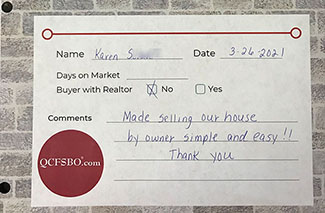 Name Karen S
Date 3-26-2021
Days on Market
Buyer with Realtor No Yes
Comments Made selling our house
by owner simple and easy!!
Thank you
QCFSBO.com